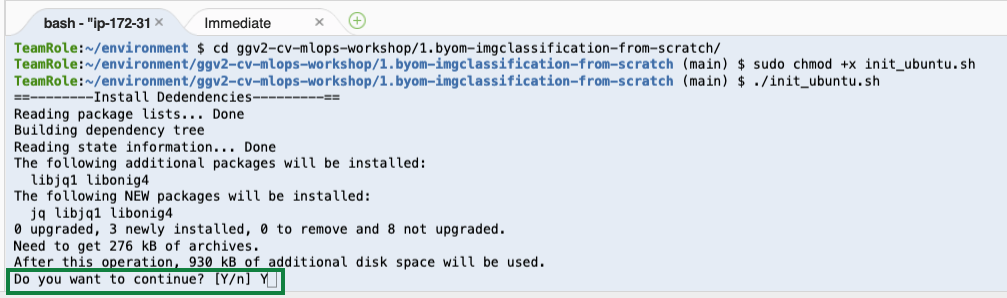 bash - "ip-172-31 × Immediate ×
TeamRole:~/environment $ cd ggv2-cv-mlops-workshop/1.byom-imgclassification-from-scratch/
TeamRole:~/environment/ggv2-cv-mlops-workshop/1.byom-imgclassification-from-scratch (main) $ sudo chmod +x init_ubuntu.sh
TeamRole:~/environment/ggv2-cv-mlops-workshop/1.byom-imgclassification-from-scratch (main) $ ./init_ubuntu.sh
==--------Install Dedendencies---------==
Reading package lists... Done
Building dependency tree
Reading state information... Done
The following additional packages will be installed:
  libjq1 libonig4
The following NEW packages will be installed:
  jq libjq1 libonig4
0 upgraded, 3 newly installed, 0 to remove and 8 not upgraded.
Need to get 276 kB of archives.
After this operation, 930 kB of additional disk space will be used.
Do you want to continue? [Y/n] Y